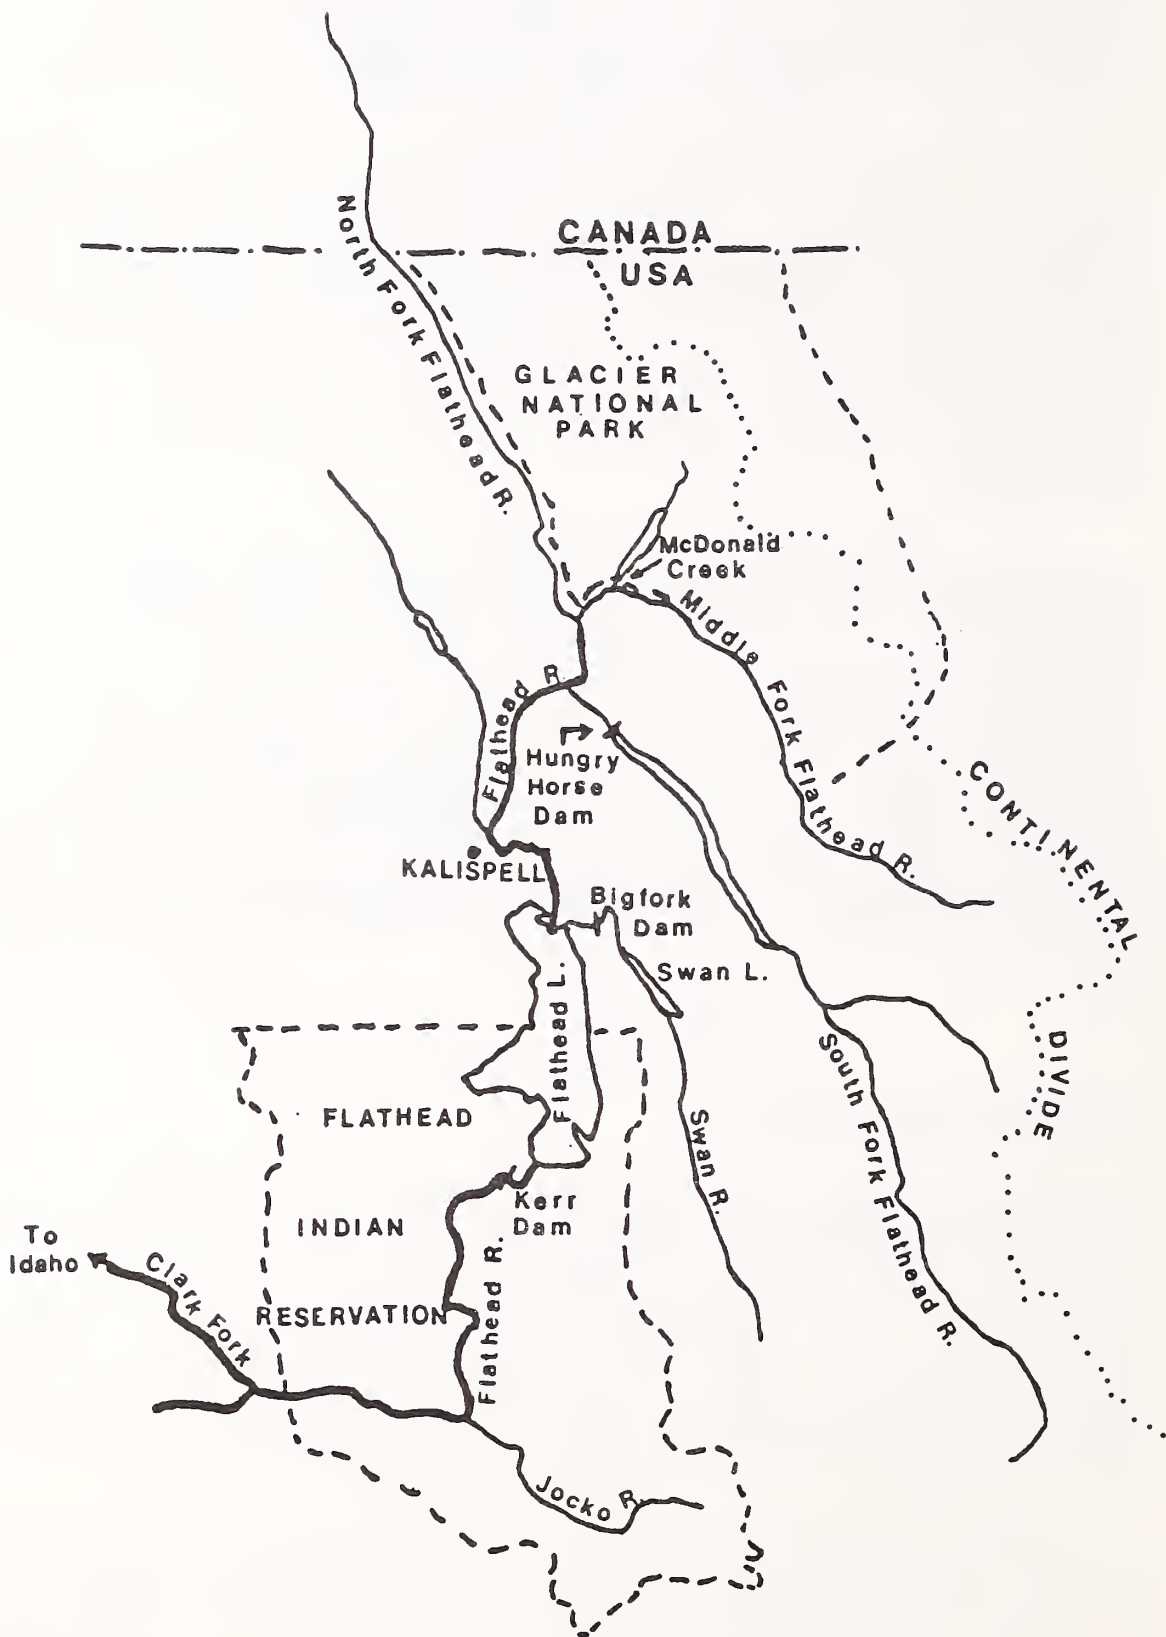 CANADA
USA
North Fork Flathead R.
GLACIER
NATIONAL
PARK
McDonald
Creek
Middle Fork Flathead R.
Flathead R.
Hungry
Horse
Dam
CONTINENTAL
DIVIDE
KALISPELL
Bigfork
Dam
Swan L.
Flathead L.
South Fork Flathead R.
FLATHEAD
Swan R.
Kerr
Dam
INDIAN
To
Idaho
Clark Fork
RESERVATION
Flathead R.
Jocko R.